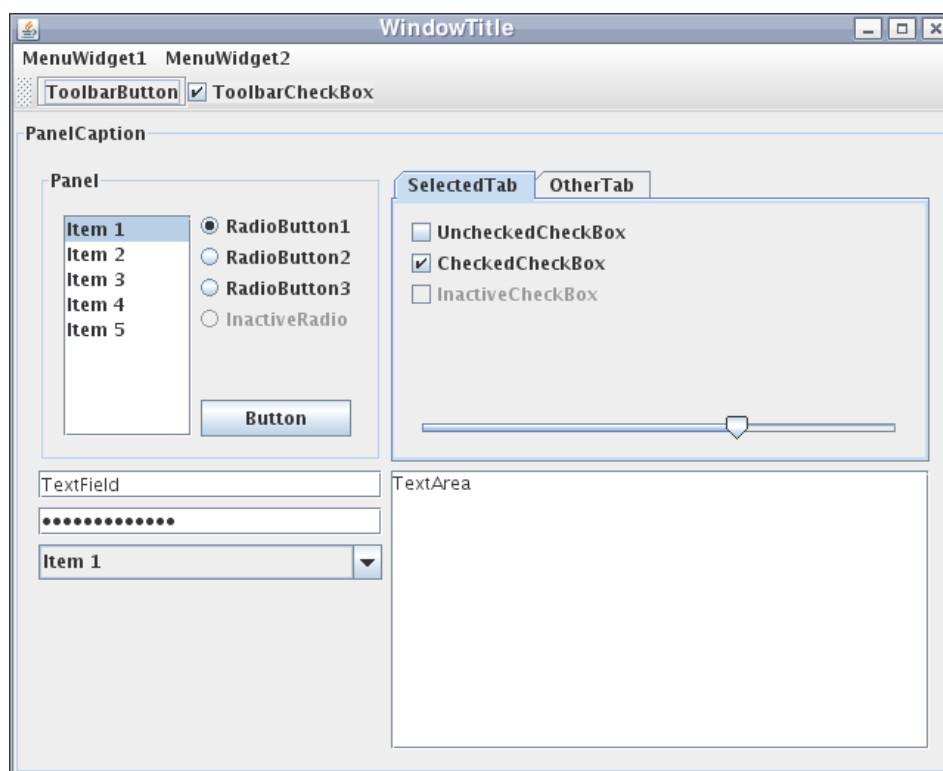 WindowTitle
MenuWidget1 MenuWidget2
ToolbarButton ToolbarCheckBox
PanelCaption
Panel
Item 1
Item 2
Item 3
Item 4
Item 5
RadioButton1
RadioButton2
RadioButton3
InactiveRadio
Button
SelectedTab OtherTab
UncheckedCheckBox
CheckedCheckBox
InactiveCheckBox
TextField
•••••••••••••
Item 1
TextArea